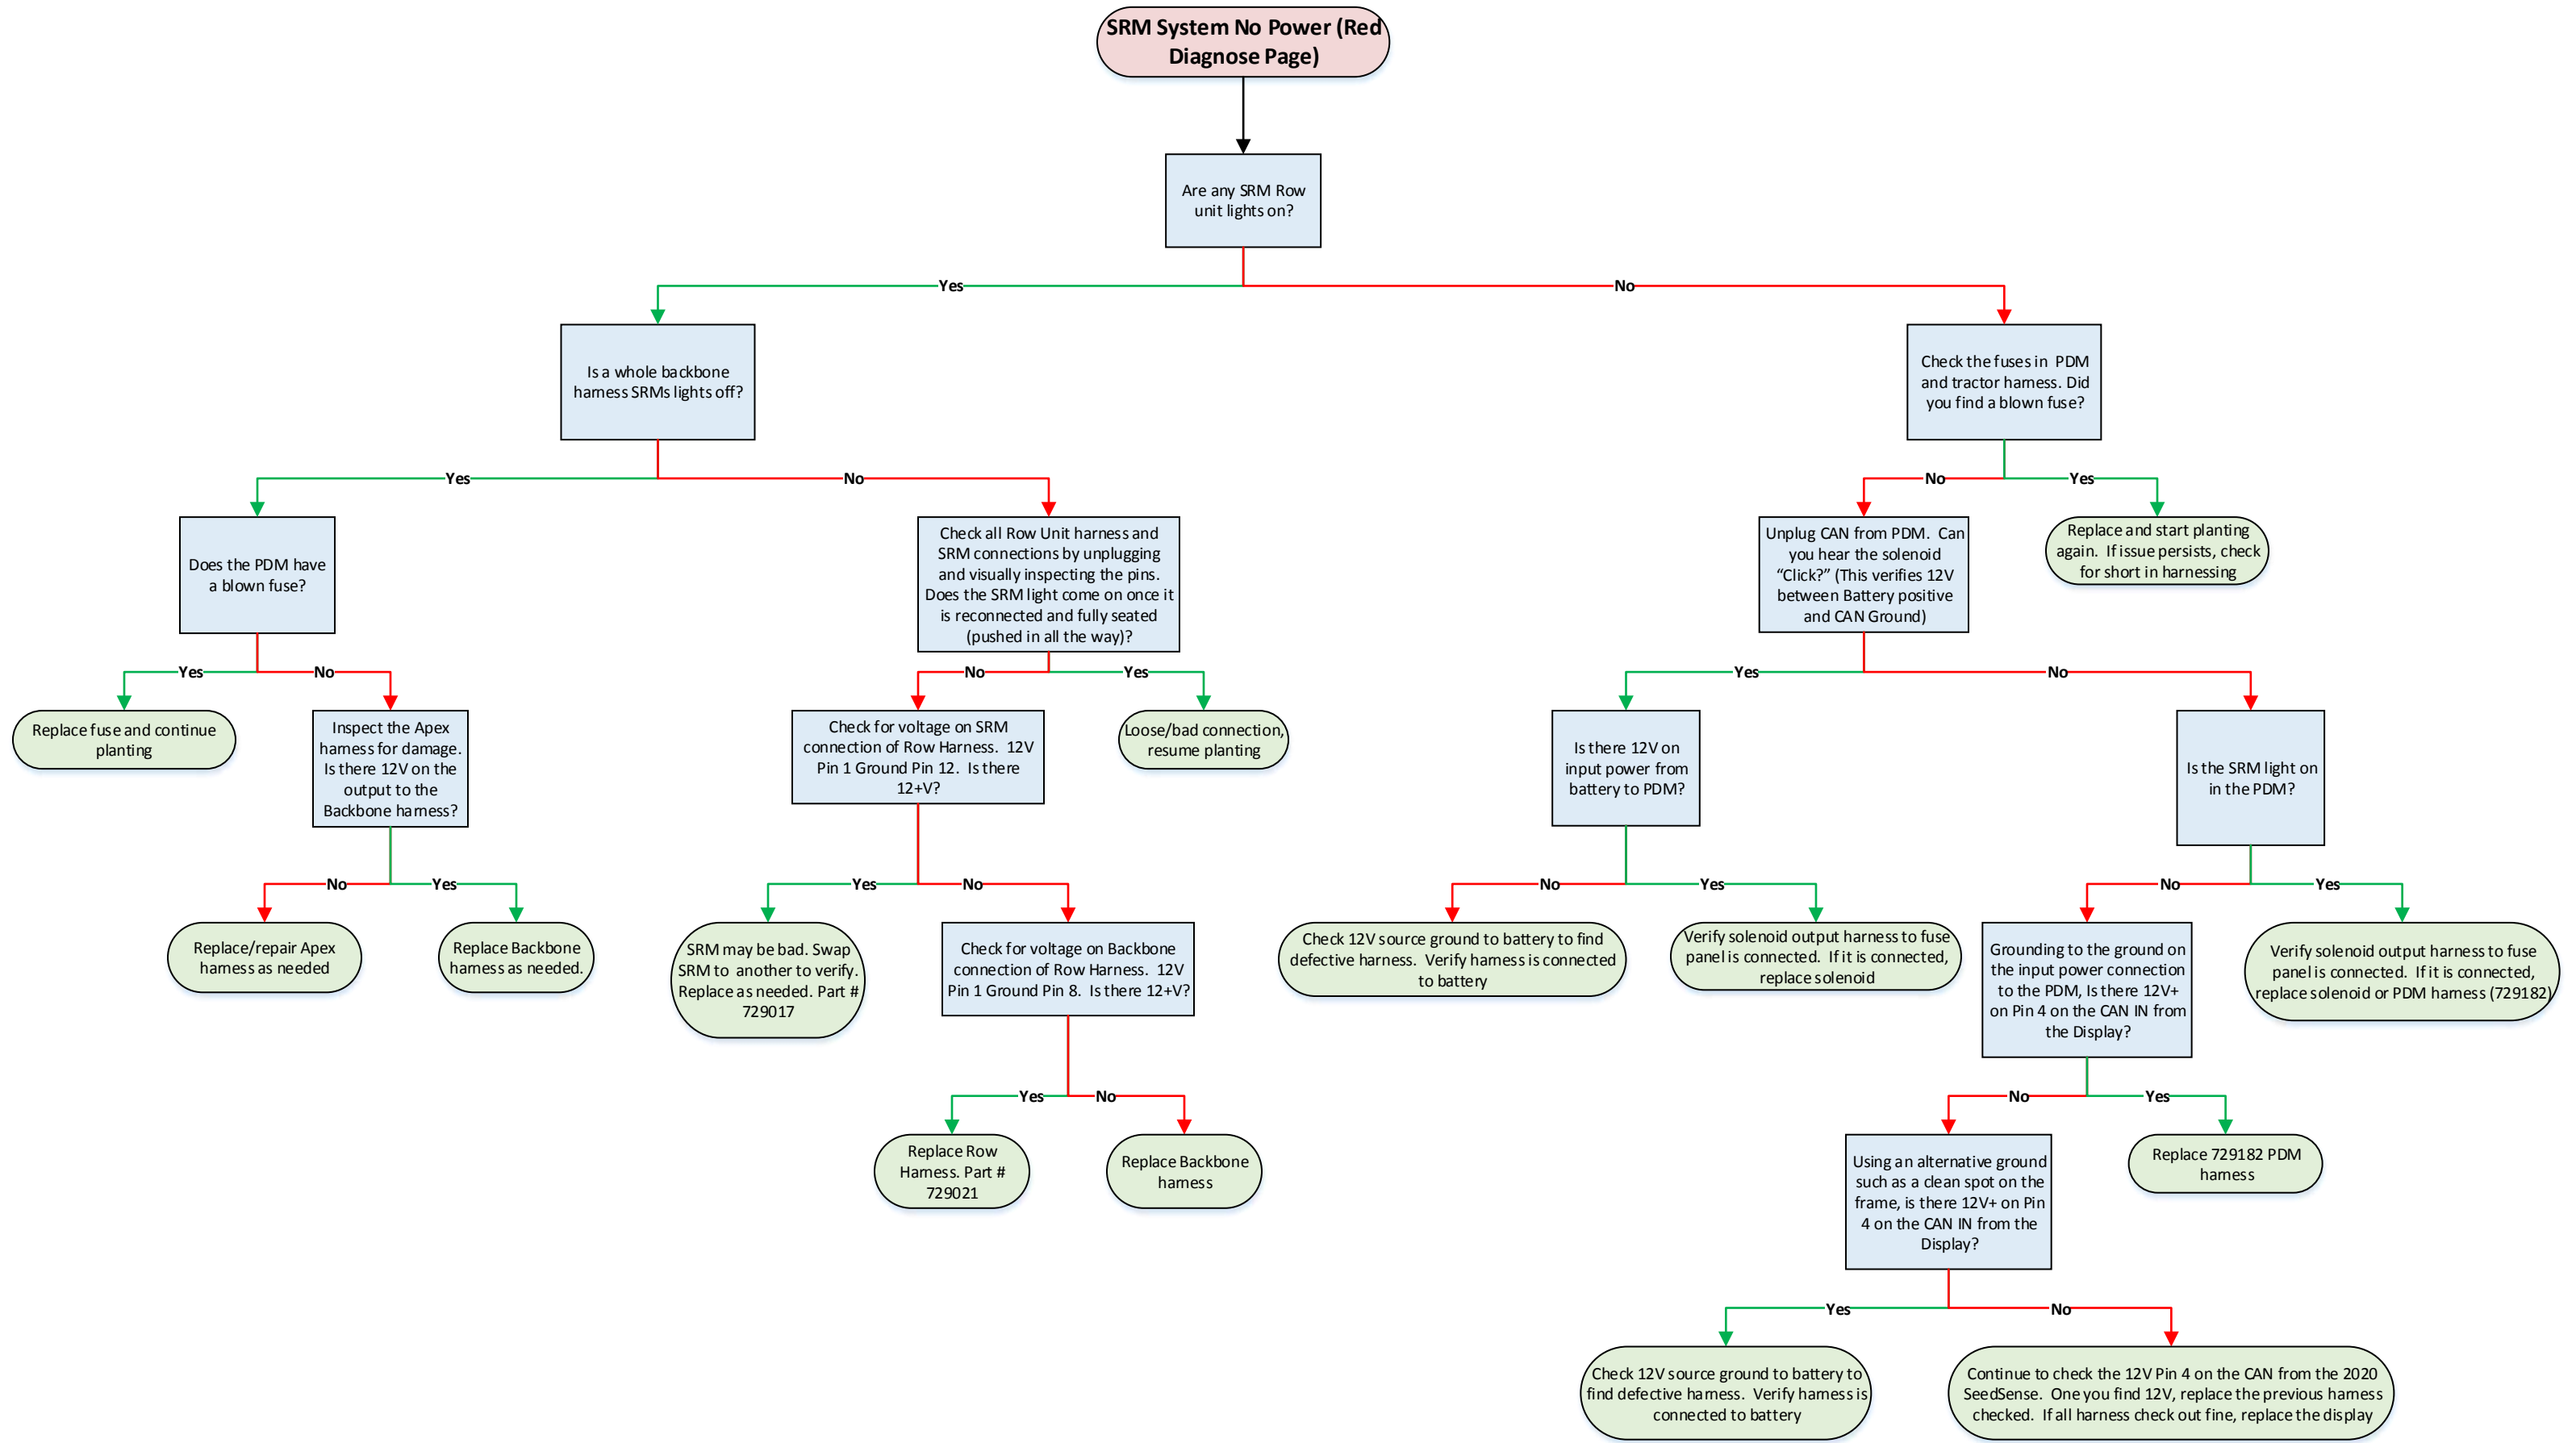 SRM System No Power (Red
Diagnose Page)
Are any SRM Row
unit lights on?
Yes
No
Is a whole backbone
harness SRMs lights off?
Check the fuses in PDM
and tractor harness. Did
you find a blown fuse?
Yes
No
No
Yes
Does the PDM have
a blown fuse?
Check all Row Unit harness and
SRM connections by unplugging
and visually inspecting the pins.
Does the SRM light come on once it
is reconnected and fully seated
(pushed in all the way)?
Unplug CAN from PDM. Can
you hear the solenoid
“Click?” (This verifies 12V
between Battery positive
and CAN Ground)
Replace and start planting
again. If issue persists, check
for short in harnessing
Yes
No
No
Yes
Yes
No
Replace fuse and continue
planting
Inspect the Apex
harness for damage.
Is there 12V on the
output to the
Backbone harness?
Check for voltage on SRM
connection of Row Harness. 12V
Pin 1 Ground Pin 12. Is there
12+V?
Loose/bad connection,
resume planting
Is there 12V on
input power from
battery to PDM?
Is the SRM light on
in the PDM?
No
Yes
Yes
No
No
Yes
No
Yes
Replace/repair Apex
harness as needed
Replace Backbone
harness as needed.
SRM may be bad. Swap
SRM to another to verify.
Replace as needed. Part #
729017
Check for voltage on Backbone
connection of Row Harness. 12V
Pin 1 Ground Pin 8. Is there 12+V?
Check 12V source ground to battery to find
defective harness. Verify harness is connected
to battery
Verify solenoid output harness to fuse
panel is connected. If it is connected,
replace solenoid
Grounding to the ground on
the input power connection
to the PDM, Is there 12V+
on Pin 4 on the CAN IN from
the Display?
Verify solenoid output harness to fuse
panel is connected. If it is connected,
replace solenoid or PDM harness (729182)
Yes
No
No
Yes
Replace Row
Harness. Part #
729021
Replace Backbone
harness
Using an alternative ground
such as a clean spot on the
frame, is there 12V+ on Pin
4 on the CAN IN from the
Display?
Replace 729182 PDM
harness
Yes
No
Check 12V source ground to battery to
find defective harness. Verify harness is
connected to battery
Continue to check the 12V Pin 4 on the CAN from the 2020
SeedSense. One you find 12V, replace the previous harness
checked. If all harness check out fine, replace the display